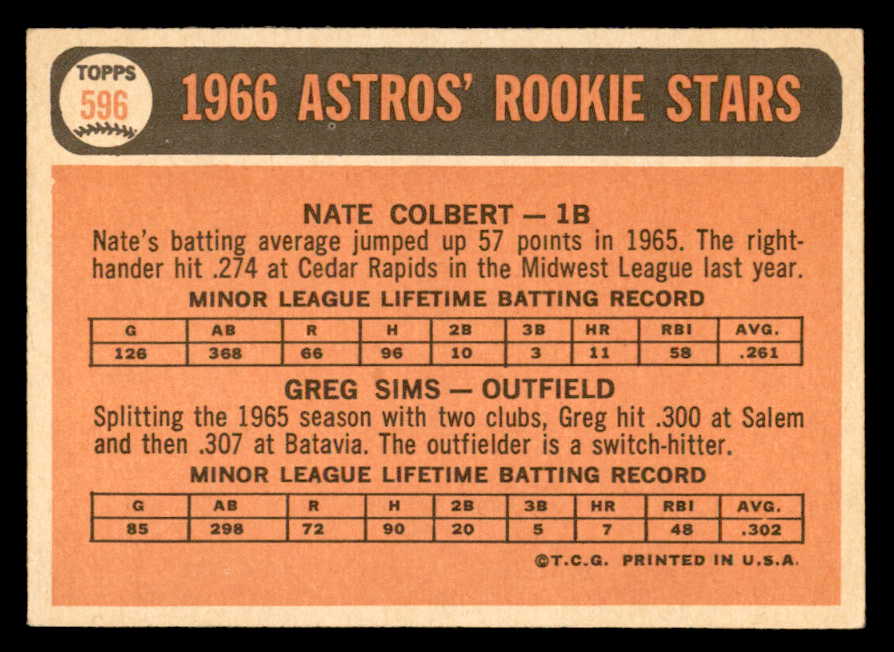 TOPPS
596
1966 ASTROS' ROOKIE STARS
NATE COLBERT — 1B
Nate's batting average jumped up 57 points in 1965. The right-
hander hit .274 at Cedar Rapids in the Midwest League last year.
MINOR LEAGUE LIFETIME BATTING RECORD
G AB R H 2B 3B HR RBI AVG.
126 368 66 96 10 3 11 58 .261
GREG SIMS — OUTFIELD
Splitting the 1965 season with two clubs, Greg hit .300 at Salem
and then .307 at Batavia. The outfielder is a switch-hitter.
MINOR LEAGUE LIFETIME BATTING RECORD
G AB R H 2B 3B HR RBI AVG.
85 298 72 90 20 5 7 48 .302
©T.C.G. PRINTED IN U.S.A.